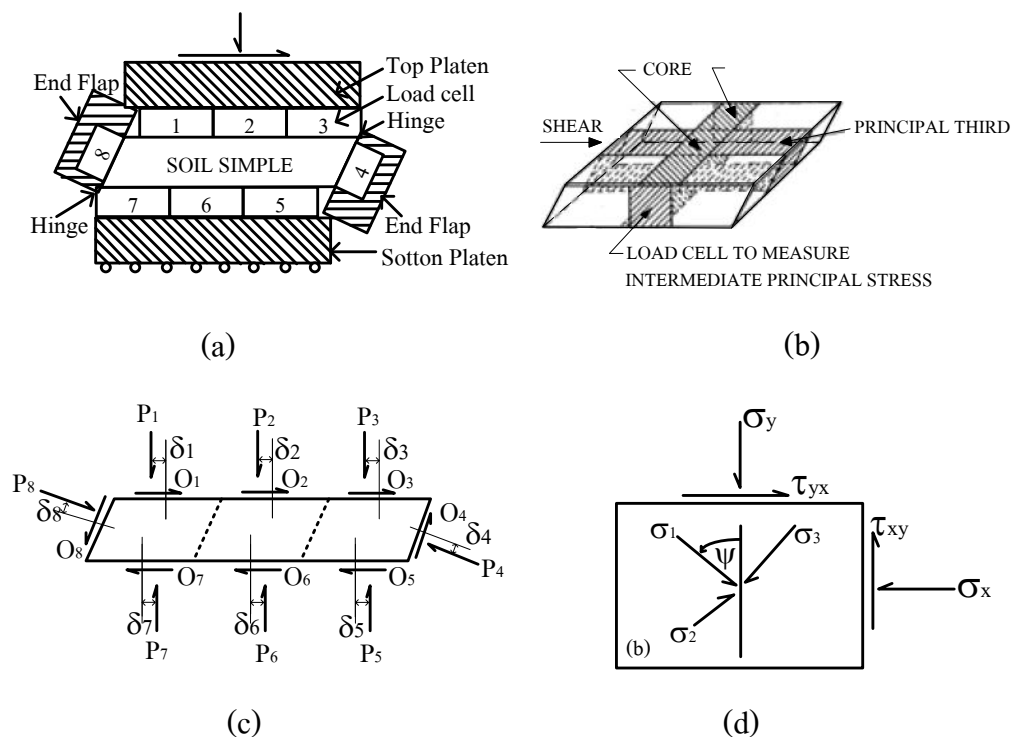 End Flap
Top Platen
Load cell
Hinge
1 2 3
8
SOIL SIMPLE
4
7 6 5
Hinge
End Flap
Sotton Platen
(a)
CORE
SHEAR
PRINCIPAL THIRD
LOAD CELL TO MEASURE
INTERMEDIATE PRINCIPAL STRESS
(b)
P1 P2 P3
δ1 δ2 δ3
P8 O1 O2 O3
δ8 O4 δ4
O8 P4
O7 O6 O5
δ7 δ6 δ5
P7 P6 P5
(c)
σy
τyx
σ1 ψ σ3 τxy
σx
σ2
(b)
(d)